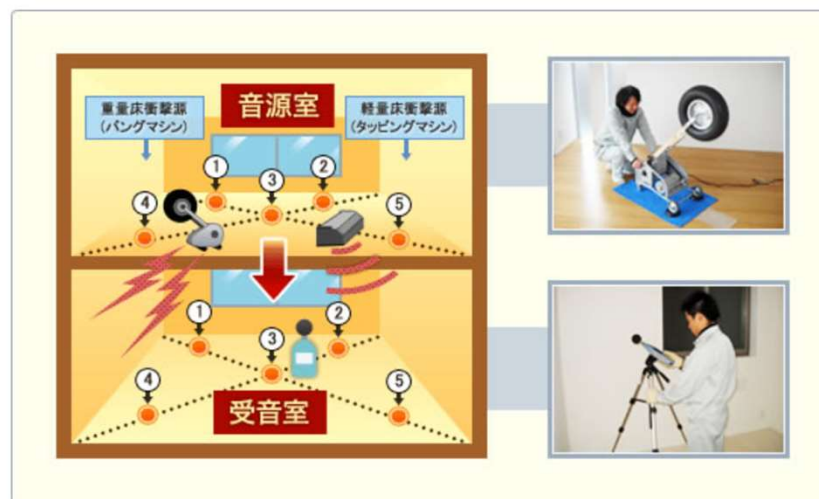 音源室
重量床衝撃源
(バングマシン)
軽量床衝撃源
(タッピングマシン)
①
②
③
④
⑤
①
②
③
④
⑤
受音室